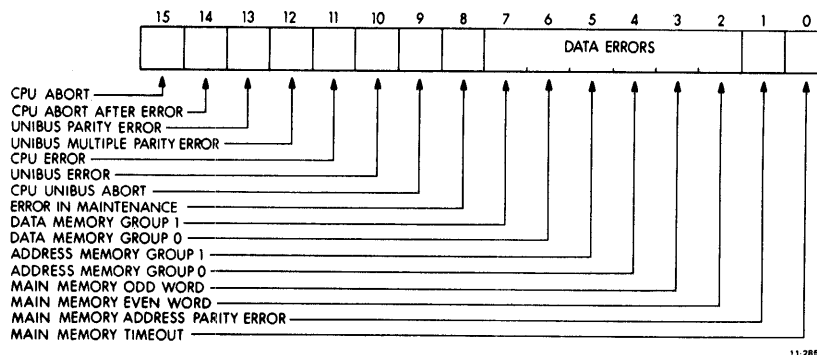 15 14 13 12 11 10 9 8 7 6 5 4 3 2 1 0
DATA ERRORS
CPU ABORT
CPU ABORT AFTER ERROR
UNIBUS PARITY ERROR
UNIBUS MULTIPLE PARITY ERROR
CPU ERROR
UNIBUS ERROR
CPU UNIBUS ABORT
ERROR IN MAINTENANCE
DATA MEMORY GROUP 1
DATA MEMORY GROUP 0
ADDRESS MEMORY GROUP 1
ADDRESS MEMORY GROUP 0
MAIN MEMORY ODD WORD
MAIN MEMORY EVEN WORD
MAIN MEMORY ADDRESS PARITY ERROR
MAIN MEMORY TIMEOUT